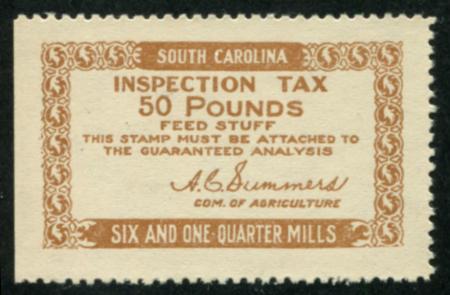 SOUTH CAROLINA
INSPECTION TAX
50 POUNDS
FEED STUFF
THIS STAMP MUST BE ATTACHED TO
THE GUARANTEED ANALYSIS
A.C. Summers
COM. OF AGRICULTURE
SIX AND ONE-QUARTER MILLS